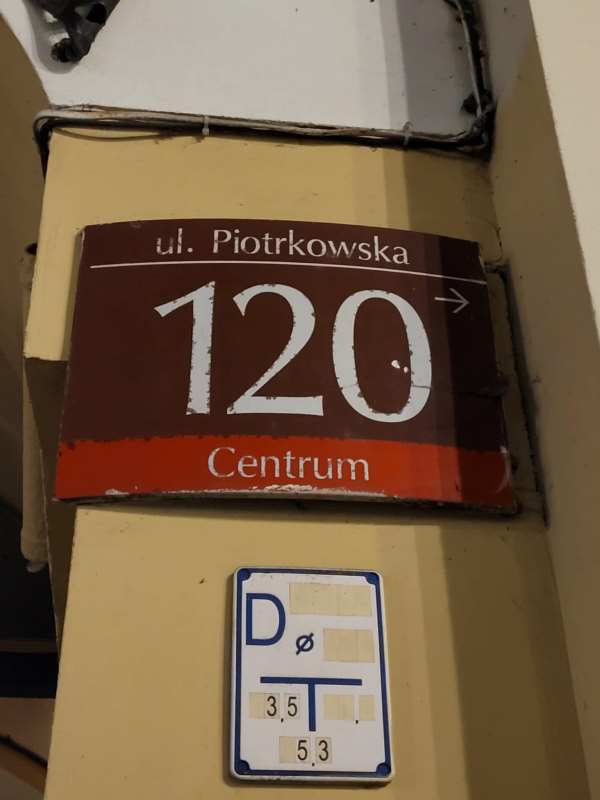 ul. Piotrkowska
120
Centrum
D
ø
3,5 ,
5,3